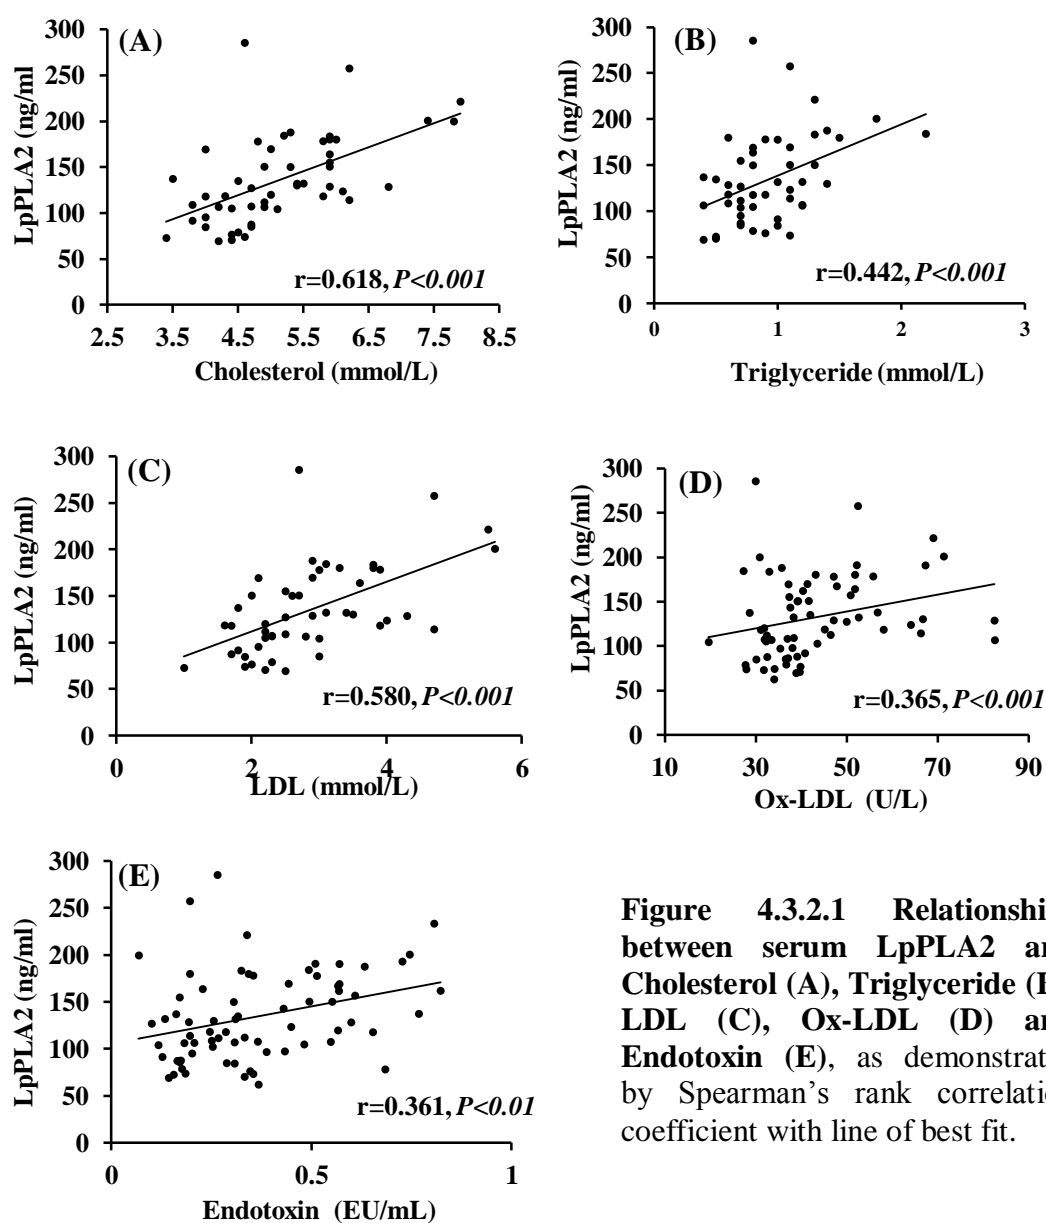 (A)
300
250
200
150
100
50
0
LpPLA2 (ng/ml)
r=0.618, P<0.001
2.5 3.5 4.5 5.5 6.5 7.5 8.5
Cholesterol (mmol/L)
(B)
300
250
200
150
100
50
0
LpPLA2 (ng/ml)
r=0.442, P<0.001
0 1 2 3
Triglyceride (mmol/L)
(C)
300
250
200
150
100
50
0
LpPLA2 (ng/ml)
r=0.580, P<0.001
0 2 4 6
LDL (mmol/L)
(D)
300
250
200
150
100
50
0
LpPLA2 (ng/ml)
r=0.365, P<0.001
10 30 50 70 90
Ox-LDL (U/L)
(E)
300
250
200
150
100
50
0
LpPLA2 (ng/ml)
r=0.361, P<0.01
0 0.5 1
Endotoxin (EU/mL)
Figure 4.3.2.1 Relationshi
between serum LpPLA2 an
Cholesterol (A), Triglyceride (
LDL (C), Ox-LDL (D) an
Endotoxin (E), as demonstrat
by Spearman's rank correlatio
coefficient with line of best fit.